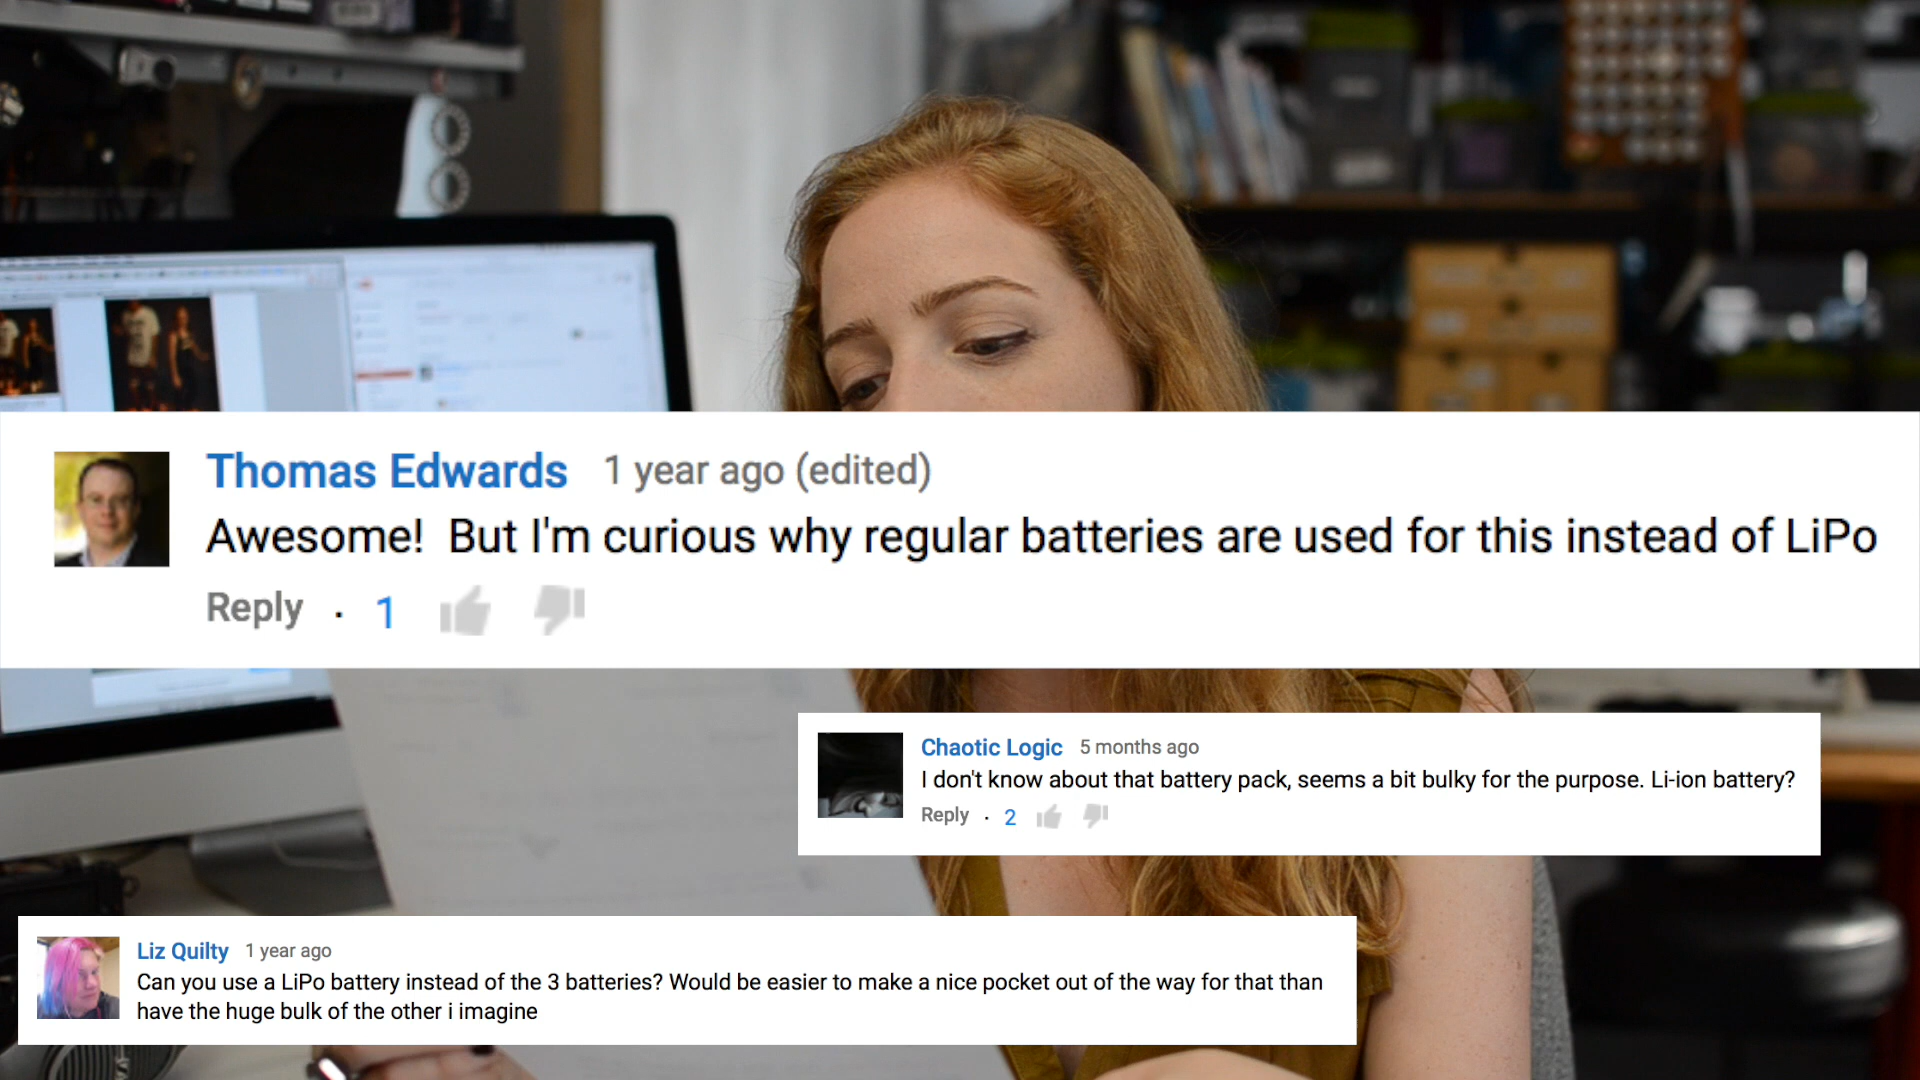 Thomas Edwards 1 year ago (edited)
Awesome!  But I'm curious why regular batteries are used for this instead of LiPo
Reply · 1
Chaotic Logic 5 months ago
I don't know about that battery pack, seems a bit bulky for the purpose. Li-ion battery?
Reply · 2
Liz Quilty 1 year ago
Can you use a LiPo battery instead of the 3 batteries? Would be easier to make a nice pocket out of the way for that than
have the huge bulk of the other i imagine